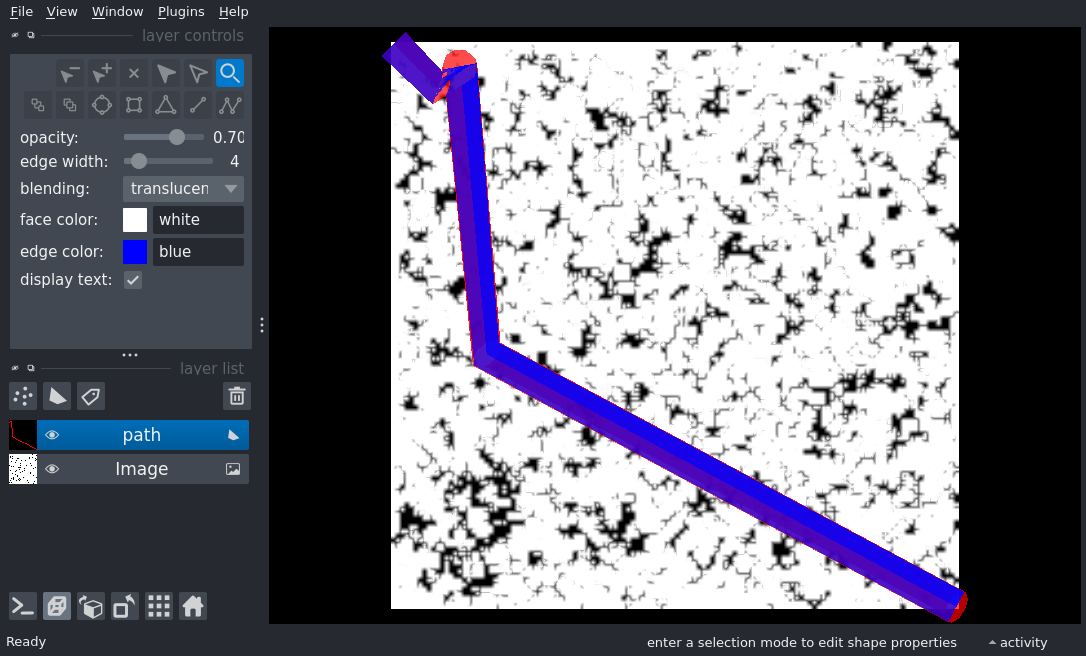 File View Window Plugins Help
layer controls
opacity: 0.70
edge width: 4
blending: translucen
face color: white
edge color: blue
display text:
layer list
path
Image
Ready enter a selection mode to edit shape properties activity